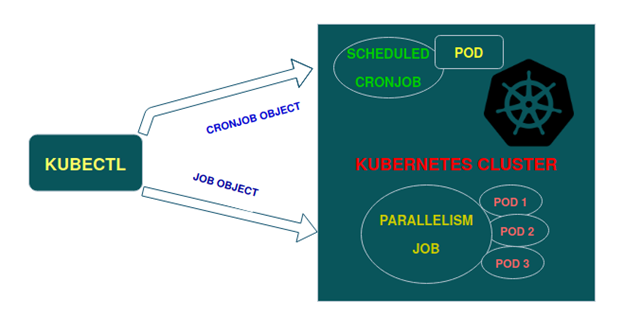 SCHEDULED
CRONJOB
POD
KUBECTL
CRONJOB OBJECT
JOB OBJECT
KUBERNETES CLUSTER
PARALLELISM
JOB
POD 1
POD 2
POD 3